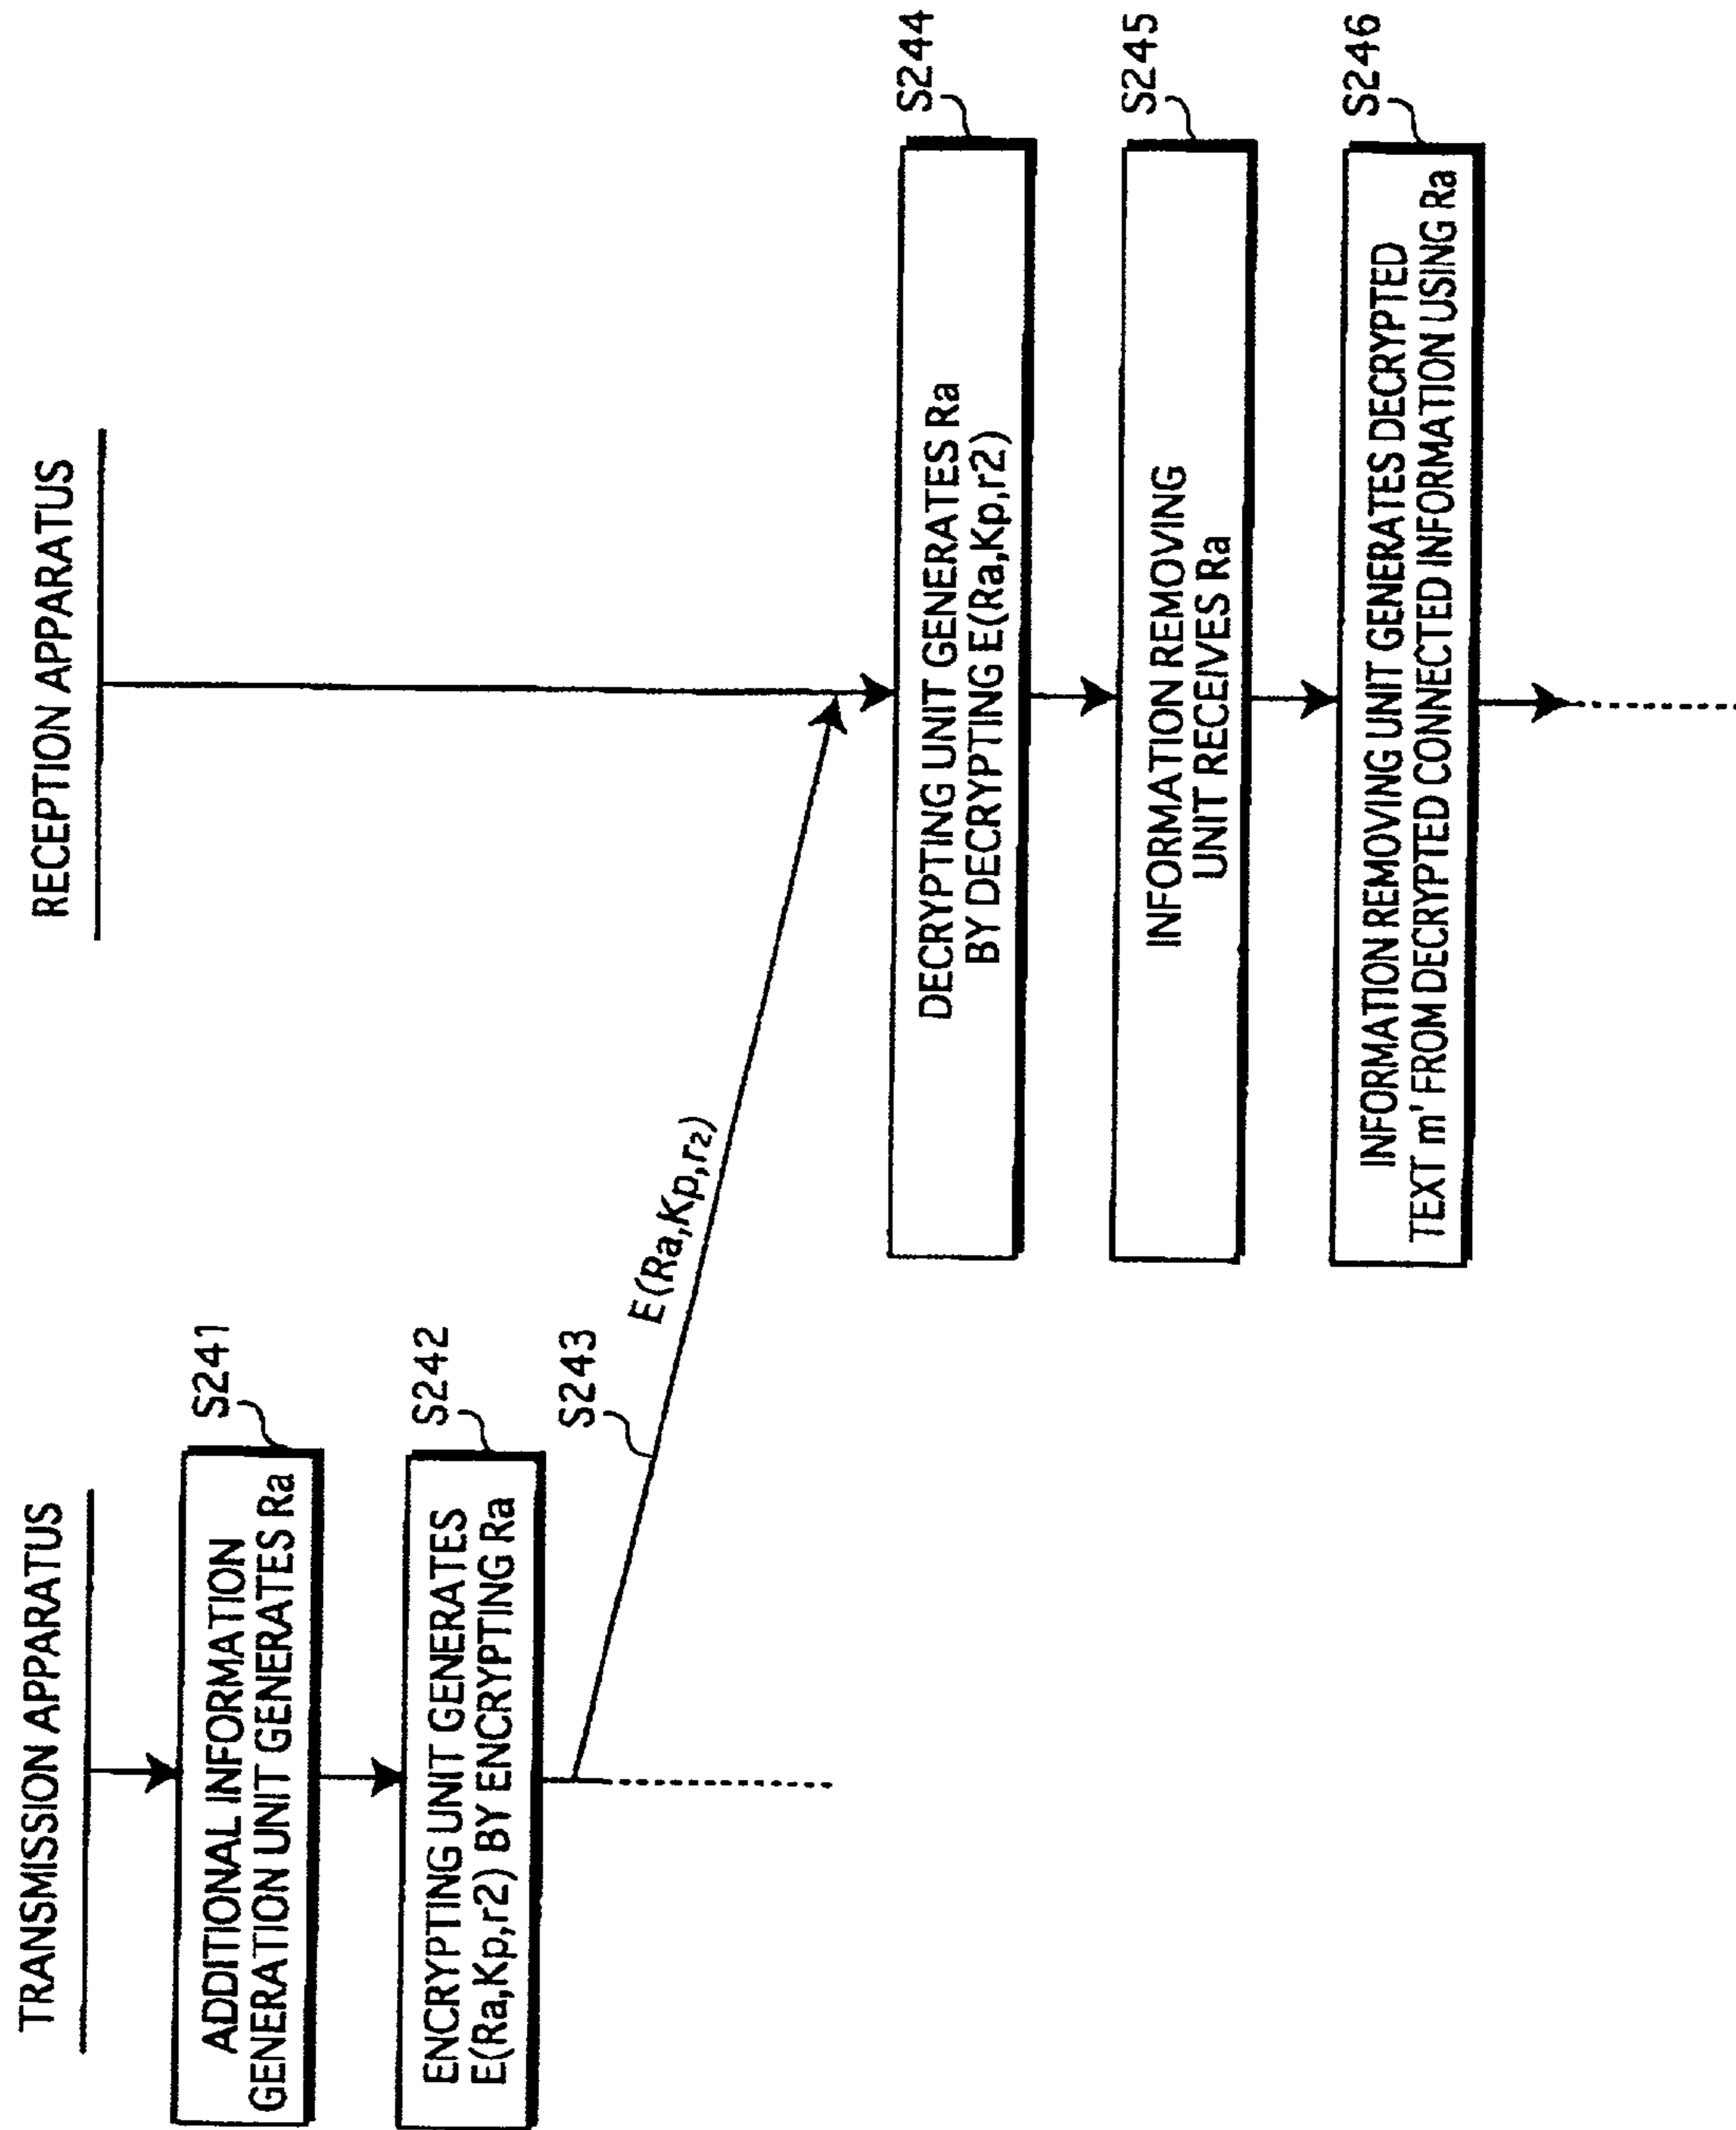 TRANSMISSION APPARATUS
RECEPTION APPARATUS
S241
ADDITIONAL INFORMATION
GENERATION UNIT GENERATES Ra
S242
ENCRYPTING UNIT GENERATES
E(Ra,Kp,r2) BY ENCRYPTING Ra
S243
E(Ra,Kp,r2)
S244
DECRYPTING UNIT GENERATES Ra
BY DECRYPTING E(Ra,Kp,r2)
S245
INFORMATION REMOVING
UNIT RECEIVES Ra
S246
INFORMATION REMOVING UNIT GENERATES DECRYPTED
TEXT m' FROM DECRYPTED CONNECTED INFORMATION USING Ra